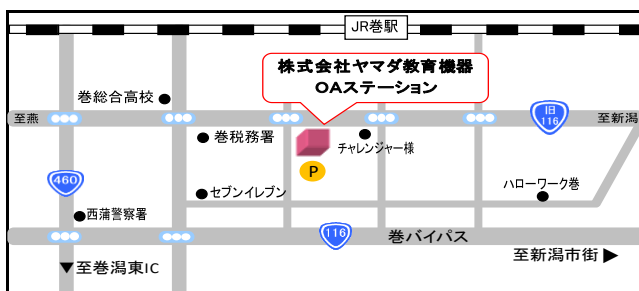 JR巻駅
株式会社ヤマダ教育機器
OAステーション
巻総合高校
至燕
旧
116
至新潟
巻税務署
チャレンジャー様
P
460
セブンイレブン
ハローワーク巻
西蒲警察署
116
巻バイパス
至新潟市街▶
▼至巻潟東IC